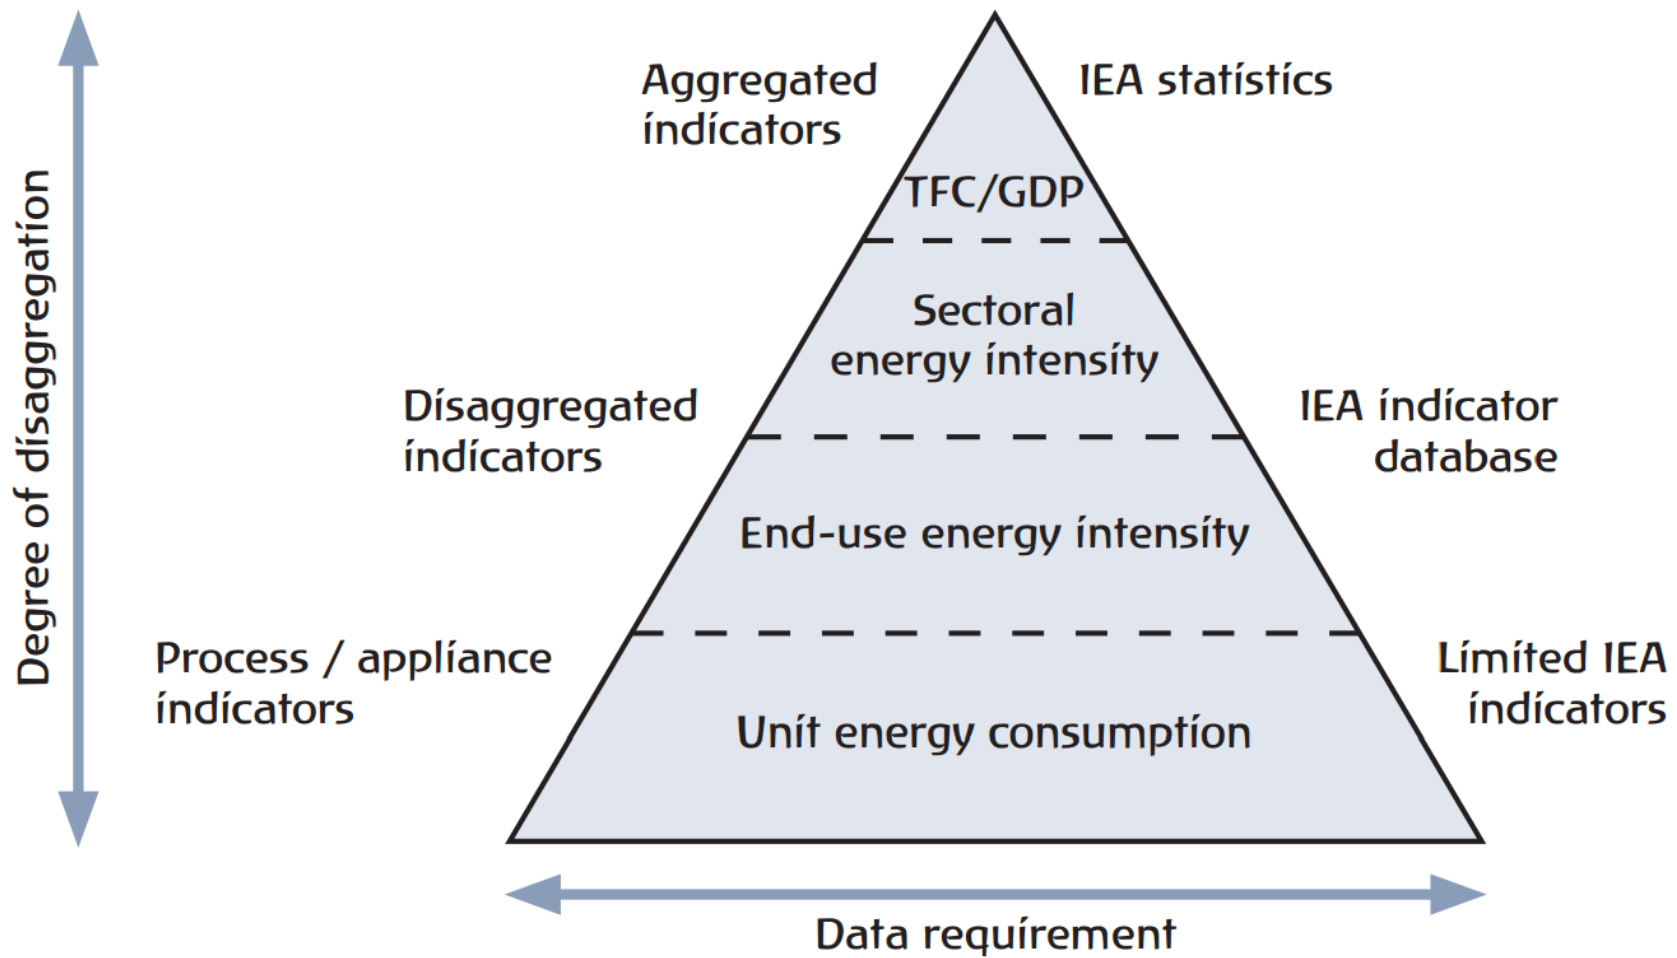 Aggregated
indicators
IEA statistics
TFC/GDP
Sectoral
energy intensity
Disaggregated
indicators
IEA indicator
database
End-use energy intensity
Process / appliance
indicators
Limited IEA
indicators
Unit energy consumption
Degree of disaggregation
Data requirement